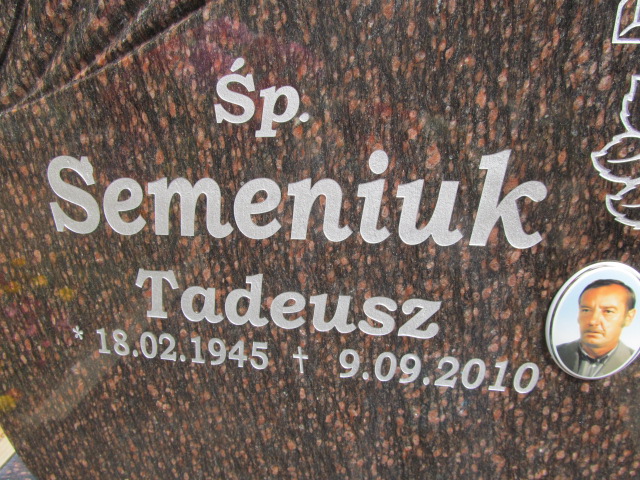 Śp.
Semeniuk
Tadeusz
* 18.02.1945 † 9.09.2010